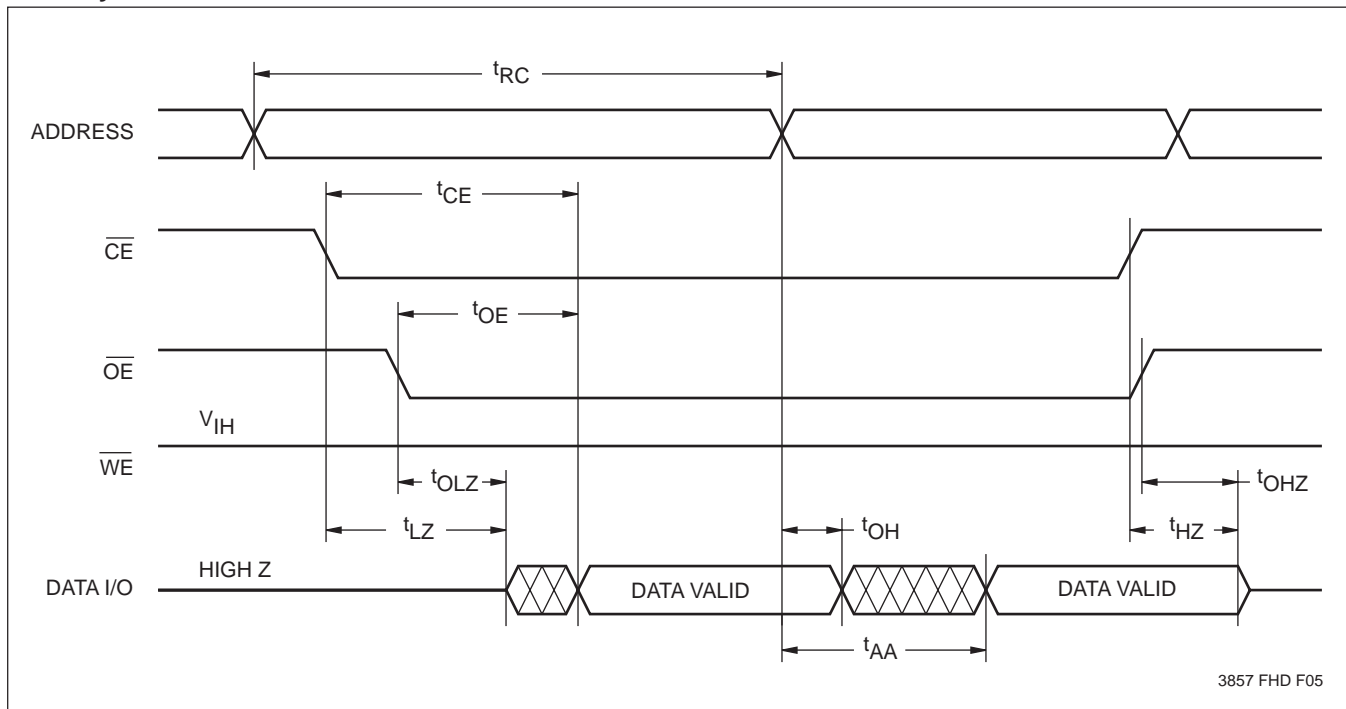 tRC
ADDRESS
tCE
CE
tOE
OE
VIH
WE
tOLZ
tOHZ
tLZ
tOH
tHZ
DATA I/O
HIGH Z
DATA VALID
DATA VALID
tAA
3857 FHD F05